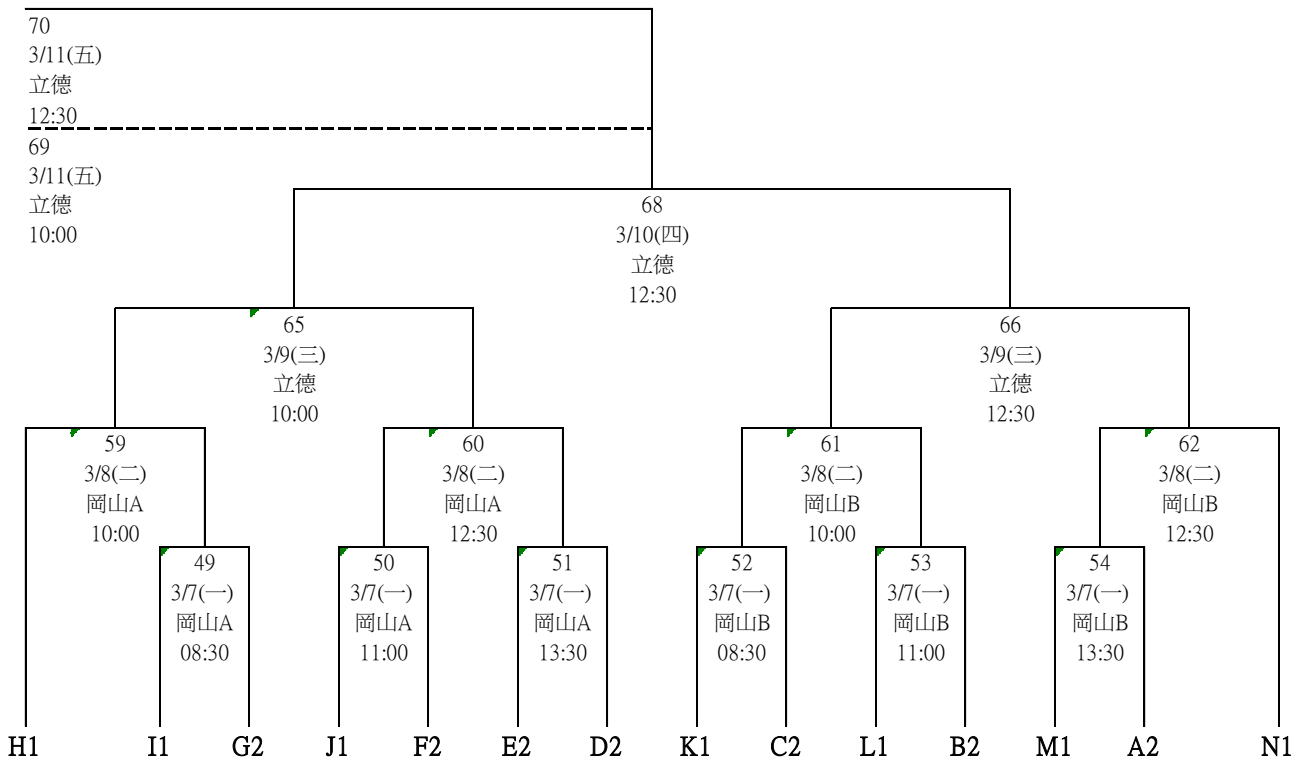 70
3/11(五)
立德
12:30
69
3/11(五)
立德
10:00
68
3/10(四)
立德
12:30
65
3/9(三)
立德
10:00
66
3/9(三)
立德
12:30
59
3/8(二)
岡山A
10:00
60
3/8(二)
岡山A
12:30
61
3/8(二)
岡山B
10:00
62
3/8(二)
岡山B
12:30
49
3/7(一)
岡山A
08:30
50
3/7(一)
岡山A
11:00
51
3/7(一)
岡山A
13:30
52
3/7(一)
岡山B
08:30
53
3/7(一)
岡山B
11:00
54
3/7(一)
岡山B
13:30
H1 I1 G2 J1 F2 E2 D2 K1 C2 L1 B2 M1 A2 N1